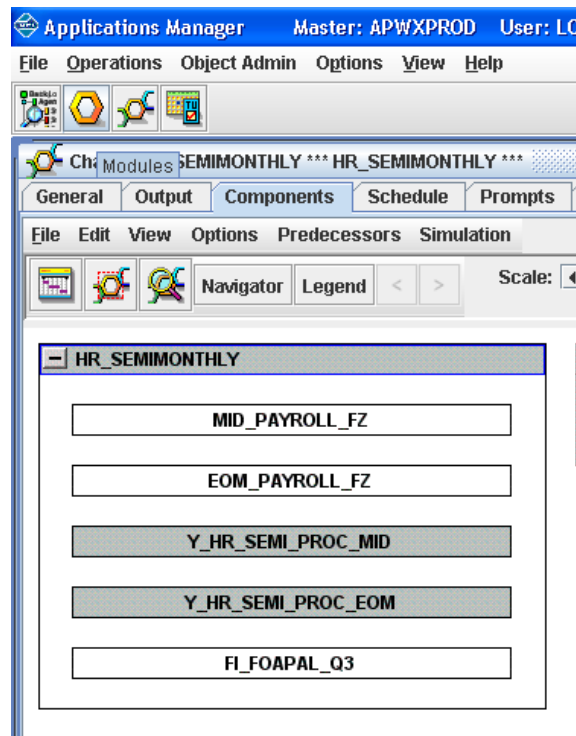 Applications Manager Master: APWXPROD User: LO
File Operations Object Admin Options View Help
Modules SEMIMONTHLY *** HR_SEMIMONTHLY ***
General Output Components Schedule Prompts
File Edit View Options Predecessors Simulation
Navigator Legend < > Scale:
HR_SEMIMONTHLY
MID_PAYROLL_FZ
EOM_PAYROLL_FZ
Y_HR_SEMI_PROC_MID
Y_HR_SEMI_PROC_EOM
FI_FOAPAL_Q3